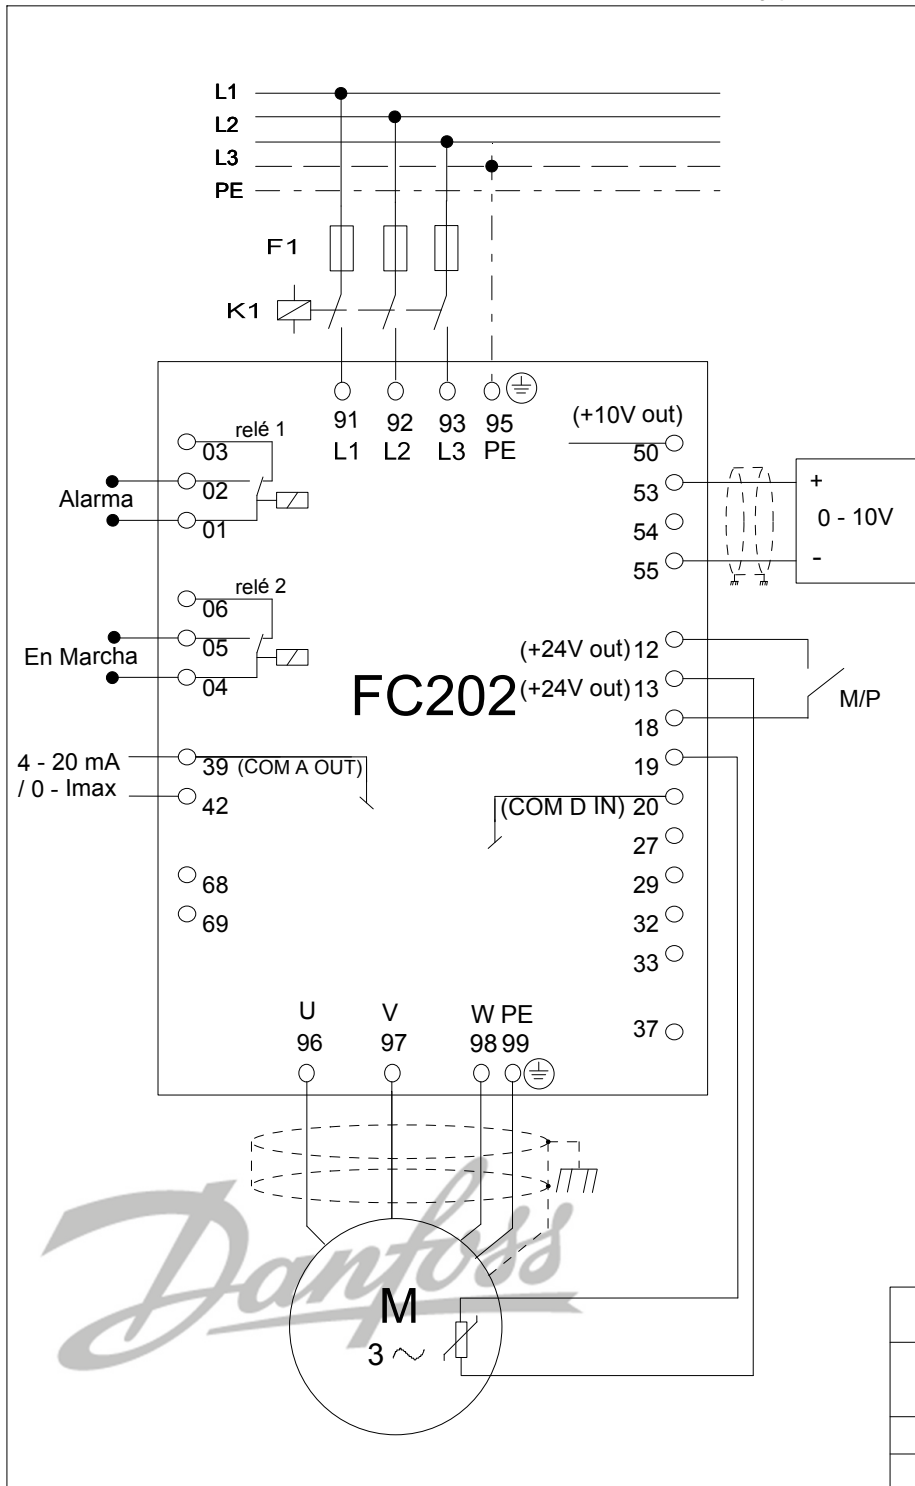 L1
L2
L3
PE
F1
K1
91 92 93 95
L1 L2 L3 PE
(+10V out)
50
03 relé 1
02
Alarma
01
53
54
55
+
0 - 10V
-
06 relé 2
05
En Marcha
04
(+24V out) 12
(+24V out) 13
18
M/P
FC202
4 - 20 mA
/ 0 - Imax
39 (COM A OUT)
42
19
(COM D IN) 20
27
29
32
33
37
68
69
U V W PE
96 97 98 99
Danfoss
M
3